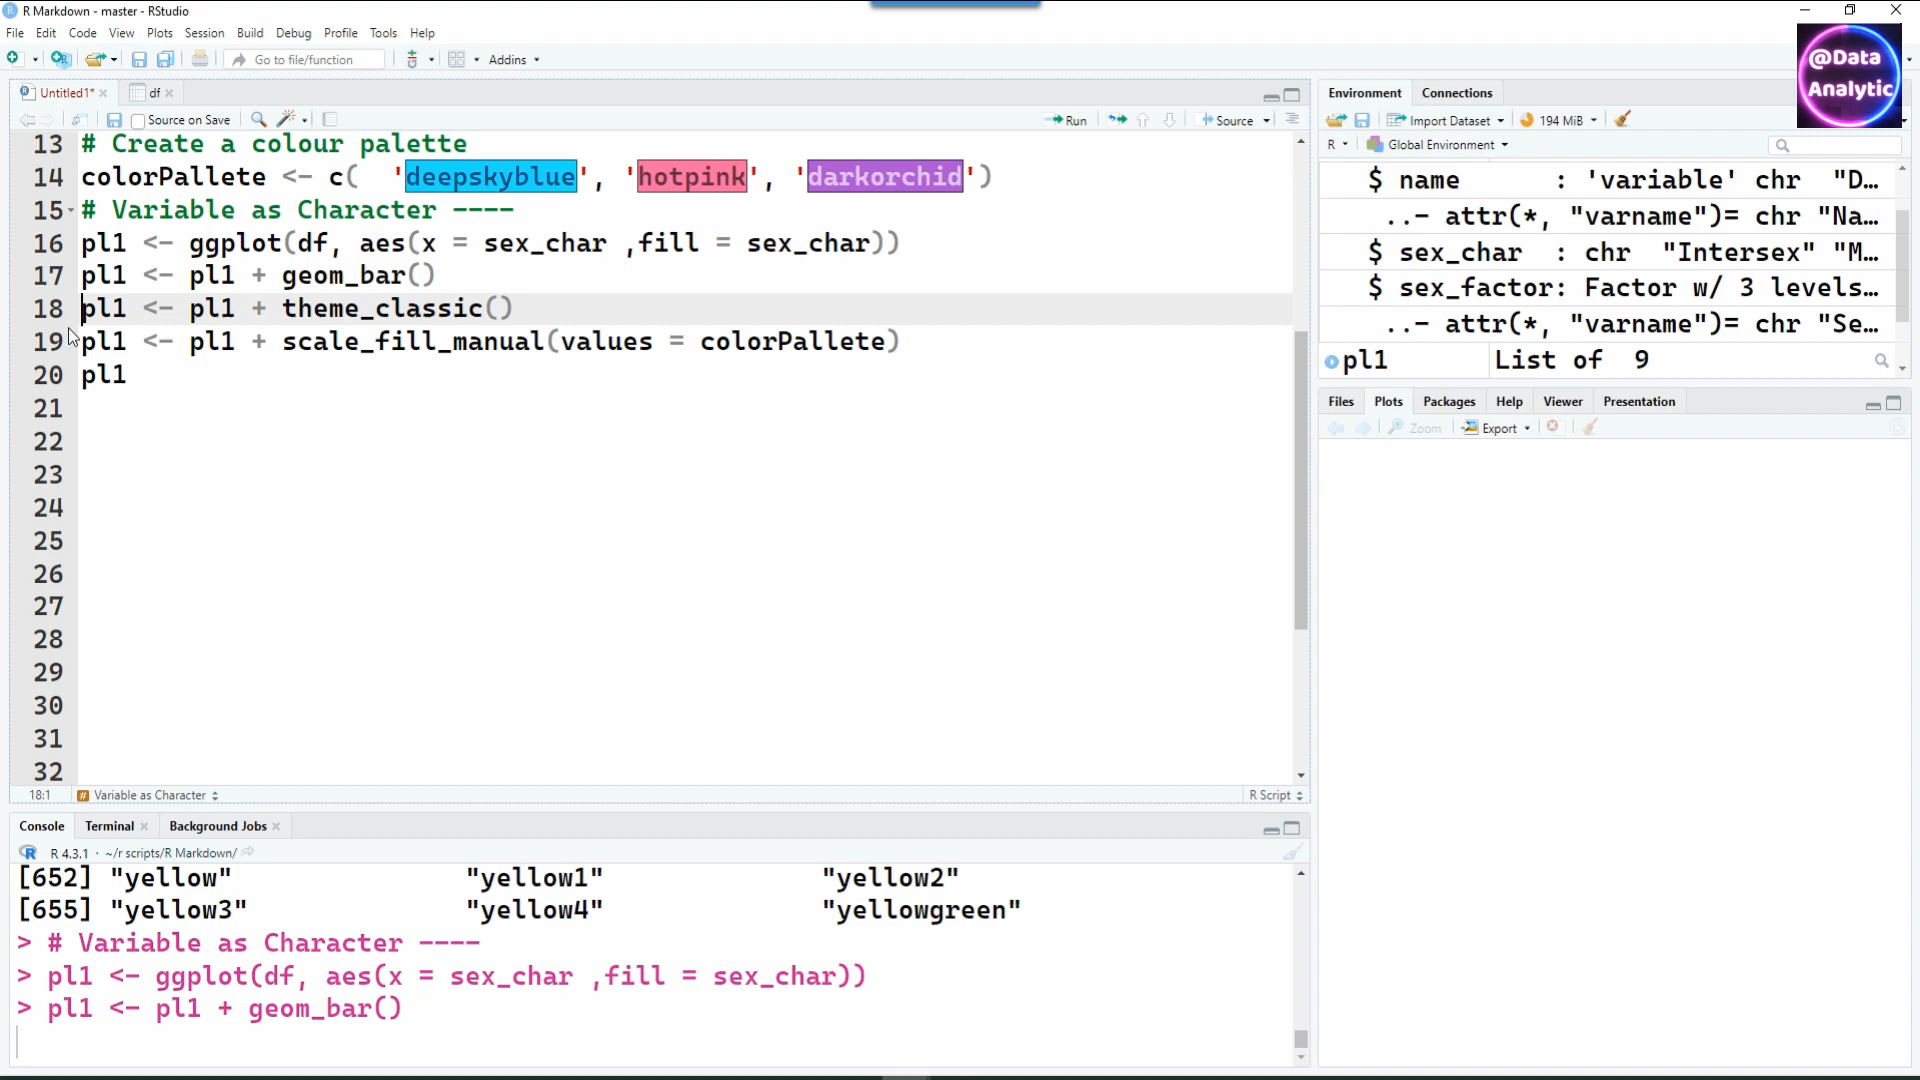 R Markdown - master - RStudio
File Edit Code View Plots Session Build Debug Profile Tools Help
Go to file/function Addins
@Data
Analytic
Untitled1* df
Source on Save Run Source
13 # Create a colour palette
14 colorPallete <- c( 'deepskyblue', 'hotpink', 'darkorchid')
15 # Variable as Character ----
16 pl1 <- ggplot(df, aes(x = sex_char ,fill = sex_char))
17 pl1 <- pl1 + geom_bar()
18 pl1 <- pl1 + theme_classic()
19 pl1 <- pl1 + scale_fill_manual(values = colorPallete)
20 pl1
21
22
23
24
25
26
27
28
29
30
31
32
18:1 # Variable as Character R Script
Console Terminal Background Jobs
R 4.3.1 · ~/r scripts/R Markdown/
[652] "yellow" "yellow1" "yellow2"
[655] "yellow3" "yellow4" "yellowgreen"
> # Variable as Character ----
> pl1 <- ggplot(df, aes(x = sex_char ,fill = sex_char))
> pl1 <- pl1 + geom_bar()
Environment Connections
Import Dataset 194 MiB
R Global Environment
$ name : 'variable' chr "D…
..- attr(*, "varname")= chr "Na…
$ sex_char : chr "Intersex" "M…
$ sex_factor: Factor w/ 3 levels…
..- attr(*, "varname")= chr "Se…
pl1 List of 9
Files Plots Packages Help Viewer Presentation
Zoom Export